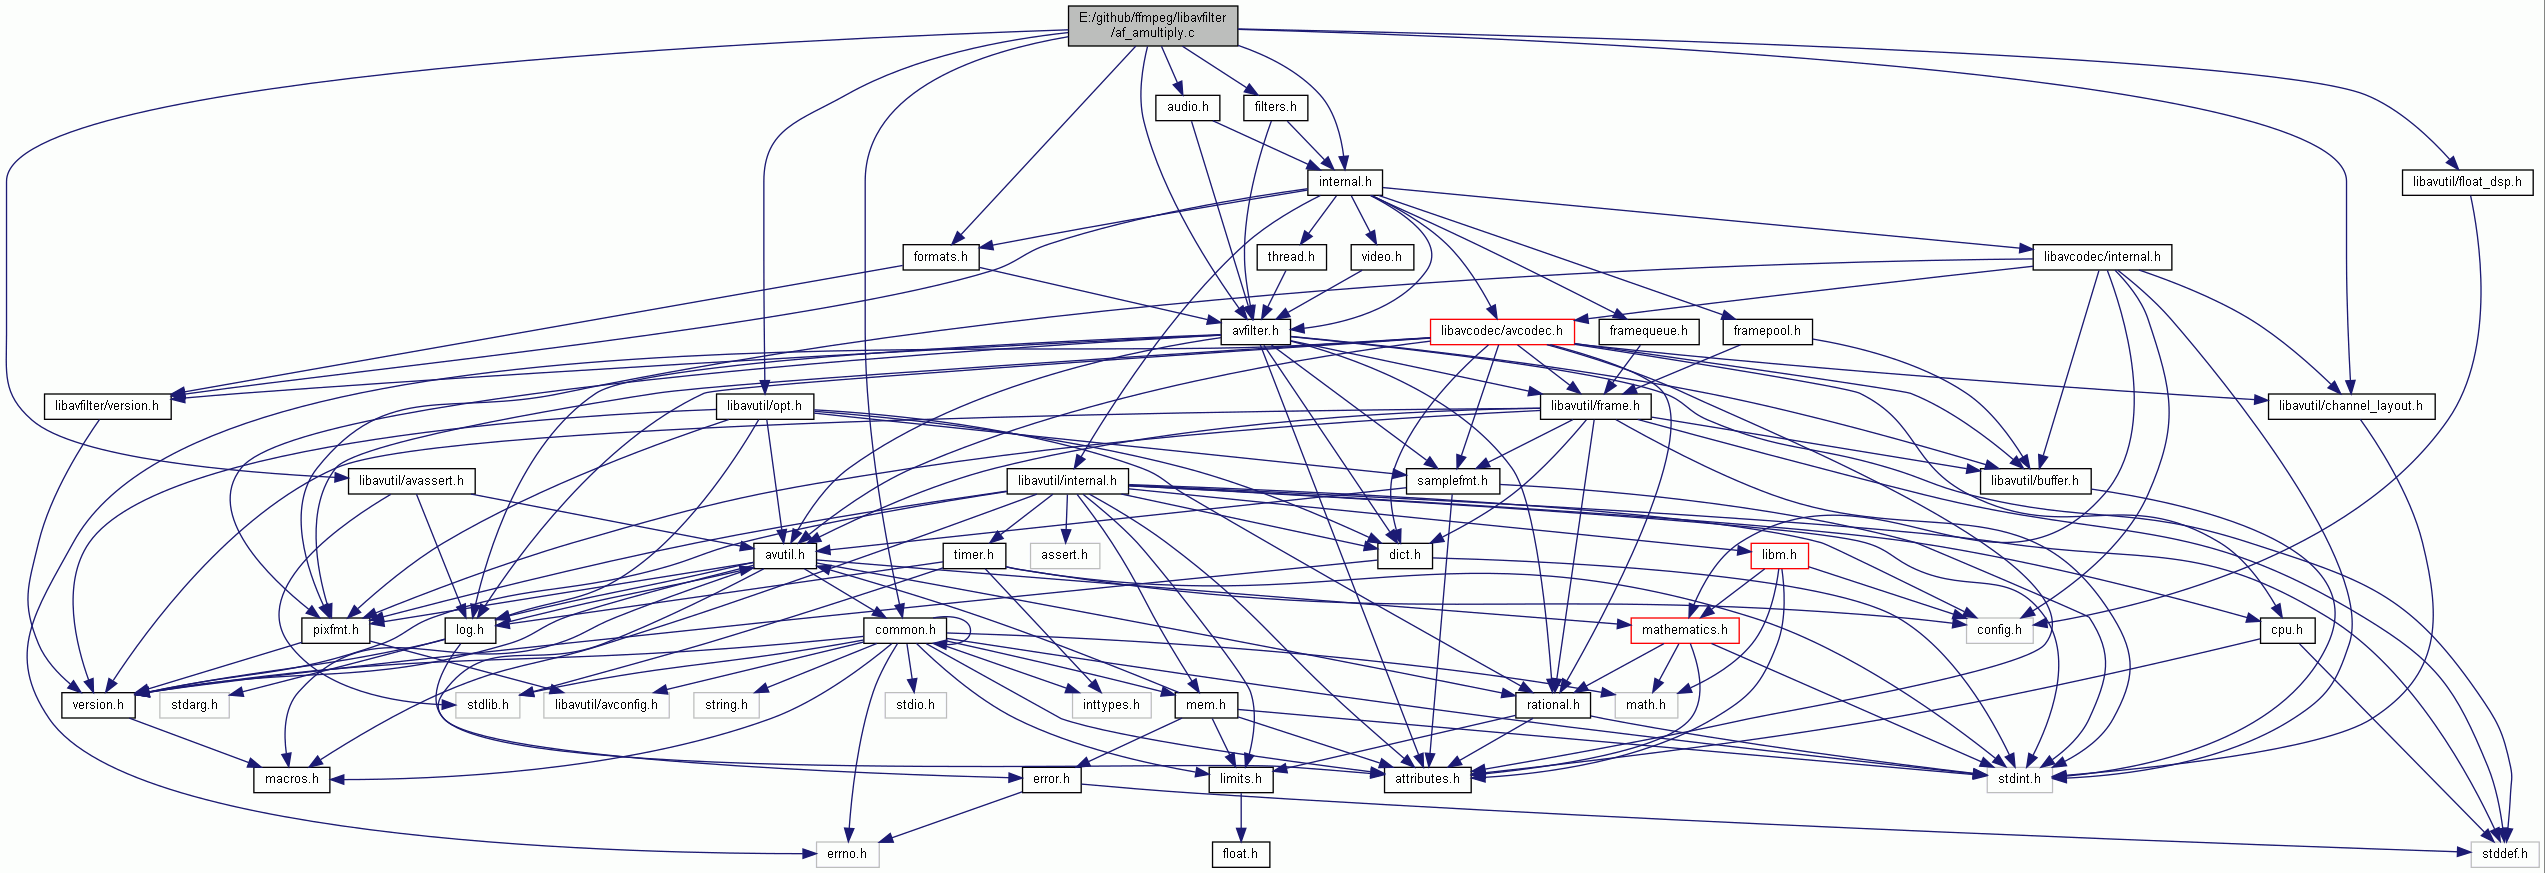 E:/github/ffmpeg/libavfilter
/af_amultiply.c
audio.h
filters.h
internal.h
libavutil/float_dsp.h
formats.h
thread.h
video.h
libavcodec/internal.h
avfilter.h
libavcodec/avcodec.h
framequeue.h
framepool.h
libavfilter/version.h
libavutil/opt.h
libavutil/frame.h
libavutil/channel_layout.h
libavutil/avassert.h
libavutil/internal.h
samplefmt.h
libavutil/buffer.h
avutil.h
timer.h
assert.h
dict.h
libm.h
pixfmt.h
log.h
common.h
mathematics.h
config.h
cpu.h
version.h
stdarg.h
stdlib.h
libavutil/avconfig.h
string.h
stdio.h
inttypes.h
mem.h
rational.h
math.h
macros.h
error.h
limits.h
attributes.h
stdint.h
errno.h
float.h
stddef.h